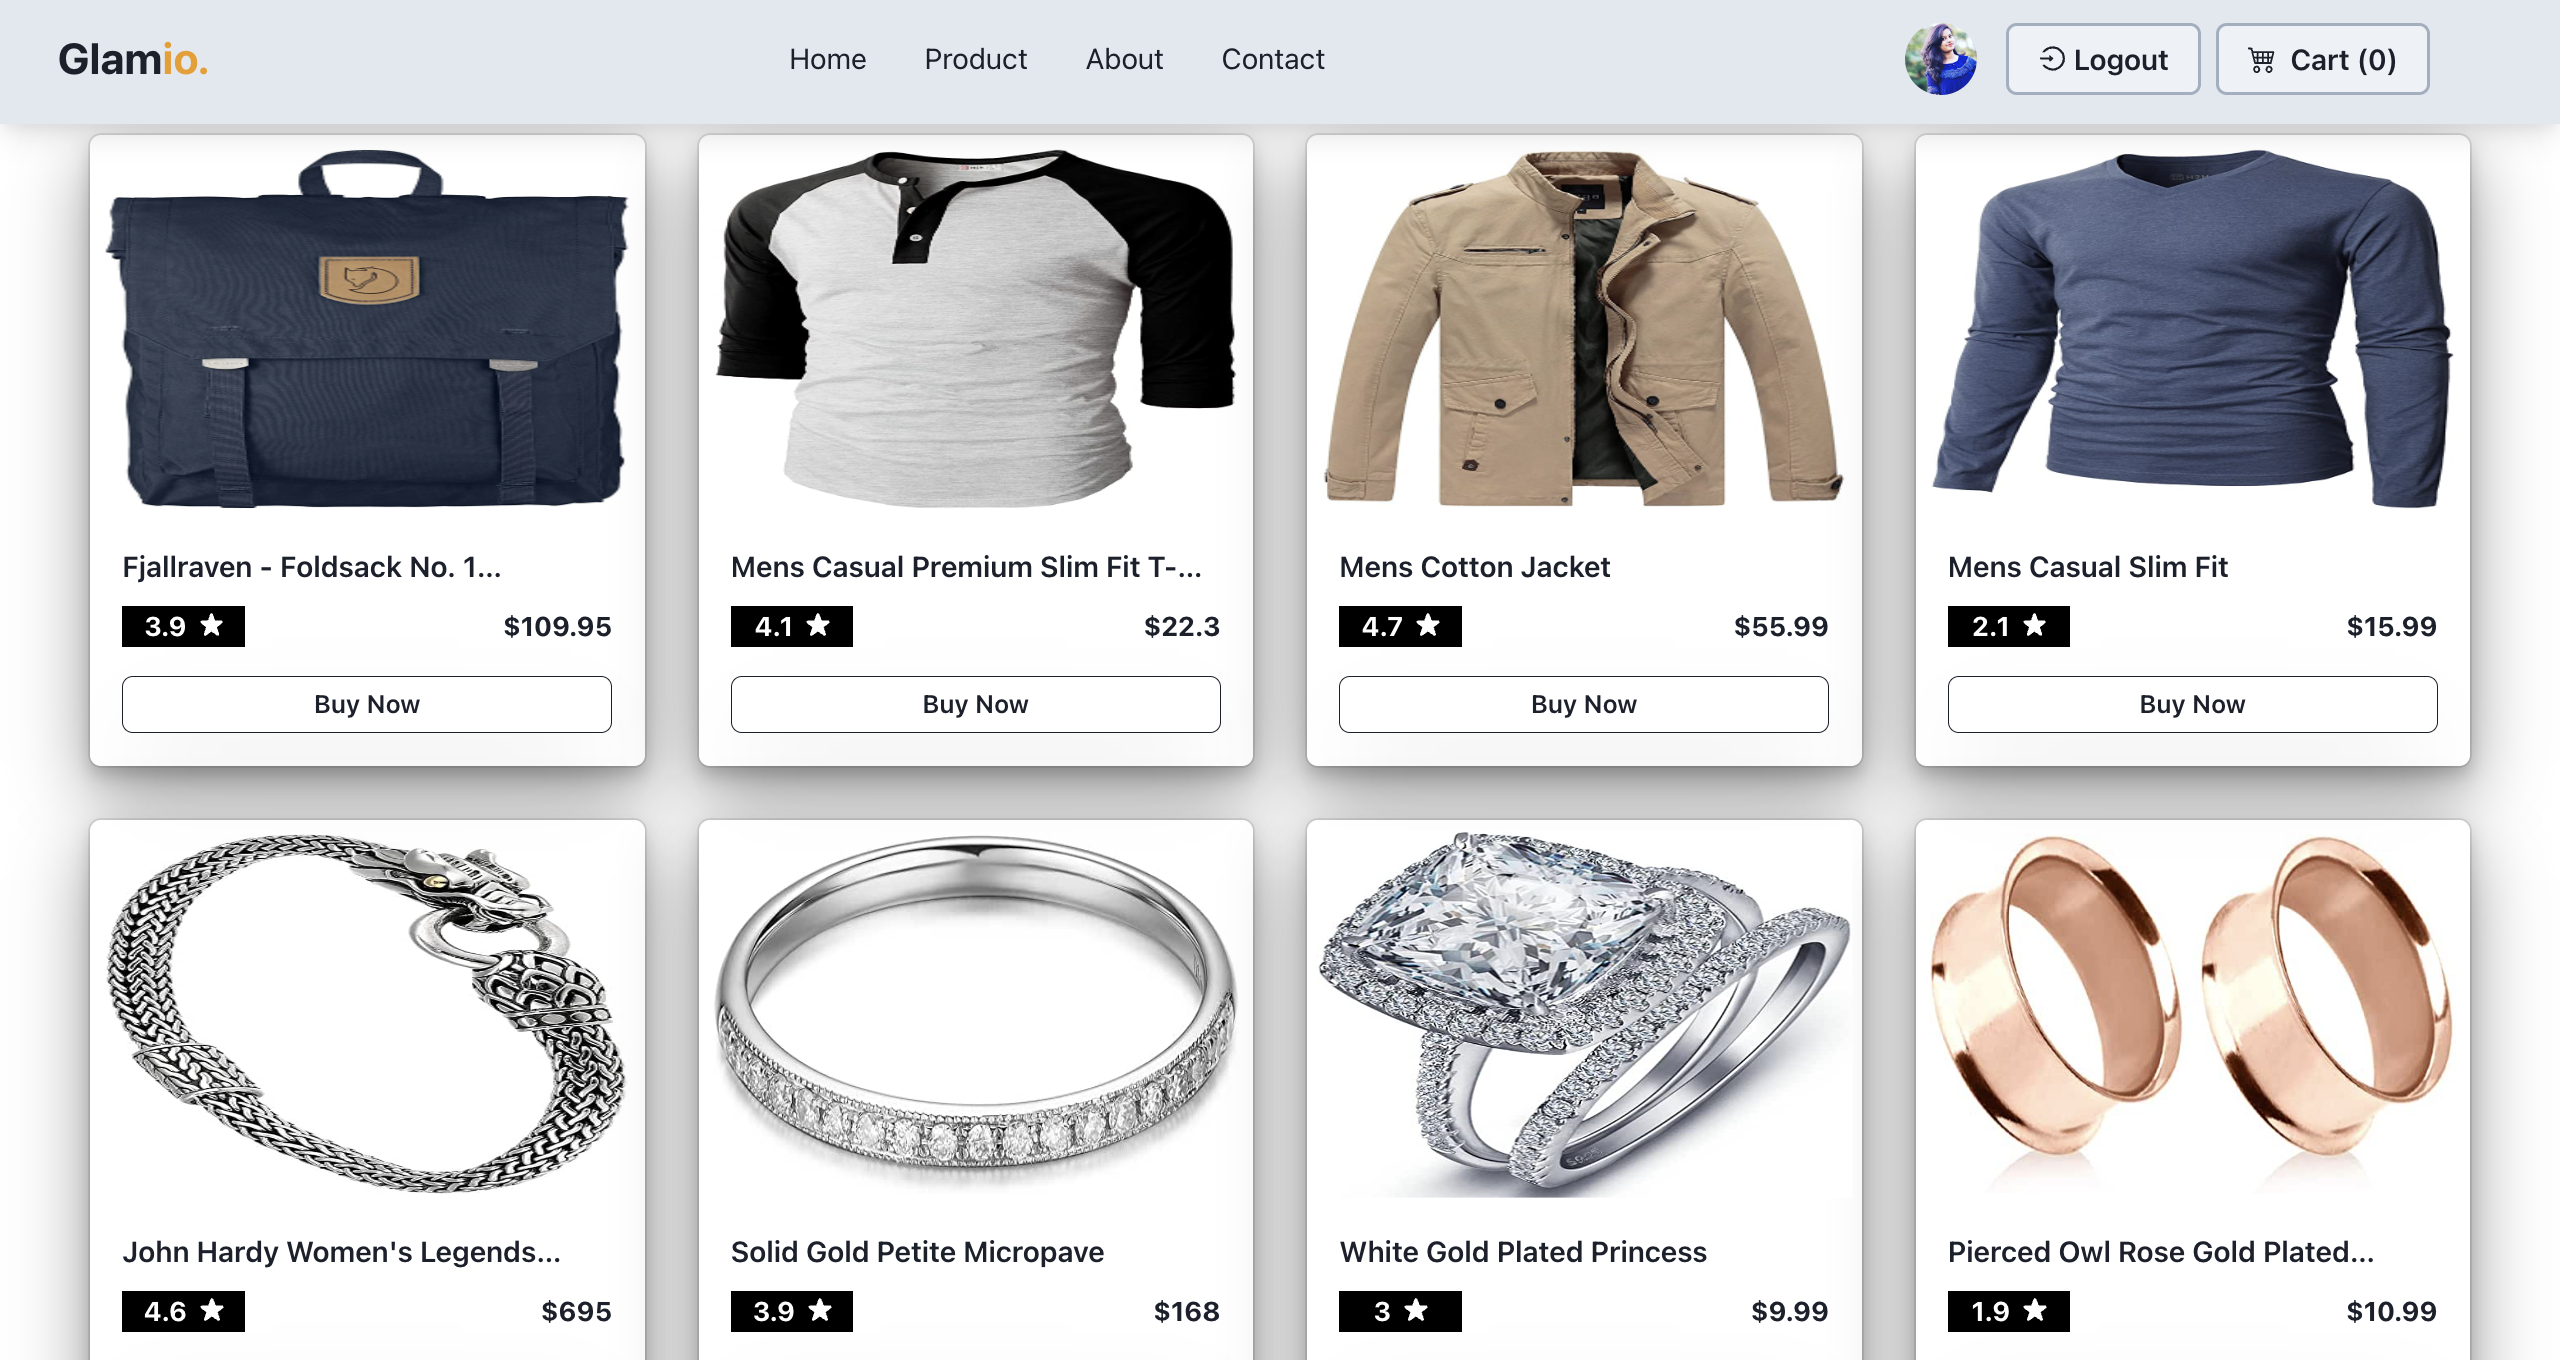 Glamio.
Home Product About Contact
Logout
Cart (0)
Fjallraven - Foldsack No. 1...
3.9 ★ $109.95
Buy Now
Mens Casual Premium Slim Fit T-...
4.1 ★ $22.3
Buy Now
Mens Cotton Jacket
4.7 ★ $55.99
Buy Now
Mens Casual Slim Fit
2.1 ★ $15.99
Buy Now
John Hardy Women's Legends...
4.6 ★ $695
Solid Gold Petite Micropave
3.9 ★ $168
White Gold Plated Princess
3 ★ $9.99
Pierced Owl Rose Gold Plated...
1.9 ★ $10.99